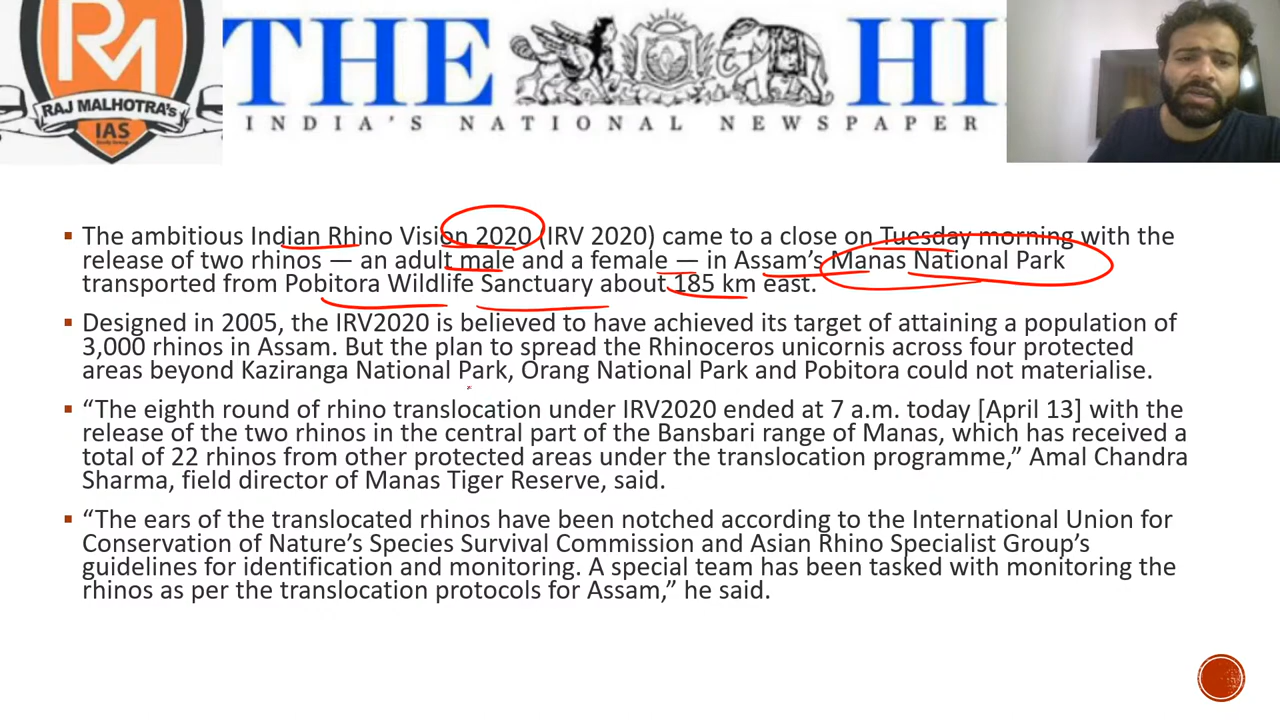 RM
RAJ MALHOTRA's
IAS
THE HI
INDIA'S NATIONAL NEWSPAPER
The ambitious Indian Rhino Vision 2020 (IRV 2020) came to a close on Tuesday morning with the
release of two rhinos — an adult male and a female — in Assam's Manas National Park
transported from Pobitora Wildlife Sanctuary about 185 km east.
Designed in 2005, the IRV2020 is believed to have achieved its target of attaining a population of
3,000 rhinos in Assam. But the plan to spread the Rhinoceros unicornis across four protected
areas beyond Kaziranga National Park, Orang National Park and Pobitora could not materialise.
“The eighth round of rhino translocation under IRV2020 ended at 7 a.m. today [April 13] with the
release of the two rhinos in the central part of the Bansbari range of Manas, which has received a
total of 22 rhinos from other protected areas under the translocation programme,” Amal Chandra
Sharma, field director of Manas Tiger Reserve, said.
“The ears of the translocated rhinos have been notched according to the International Union for
Conservation of Nature’s Species Survival Commission and Asian Rhino Specialist Group’s
guidelines for identification and monitoring. A special team has been tasked with monitoring the
rhinos as per the translocation protocols for Assam,” he said.